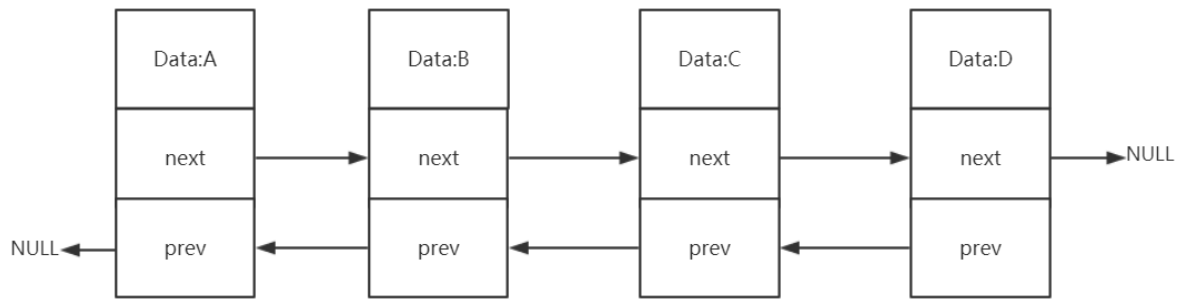 Data:A
Data:B
Data:C
Data:D
next
next
next
next
NULL
NULL
prev
prev
prev
prev